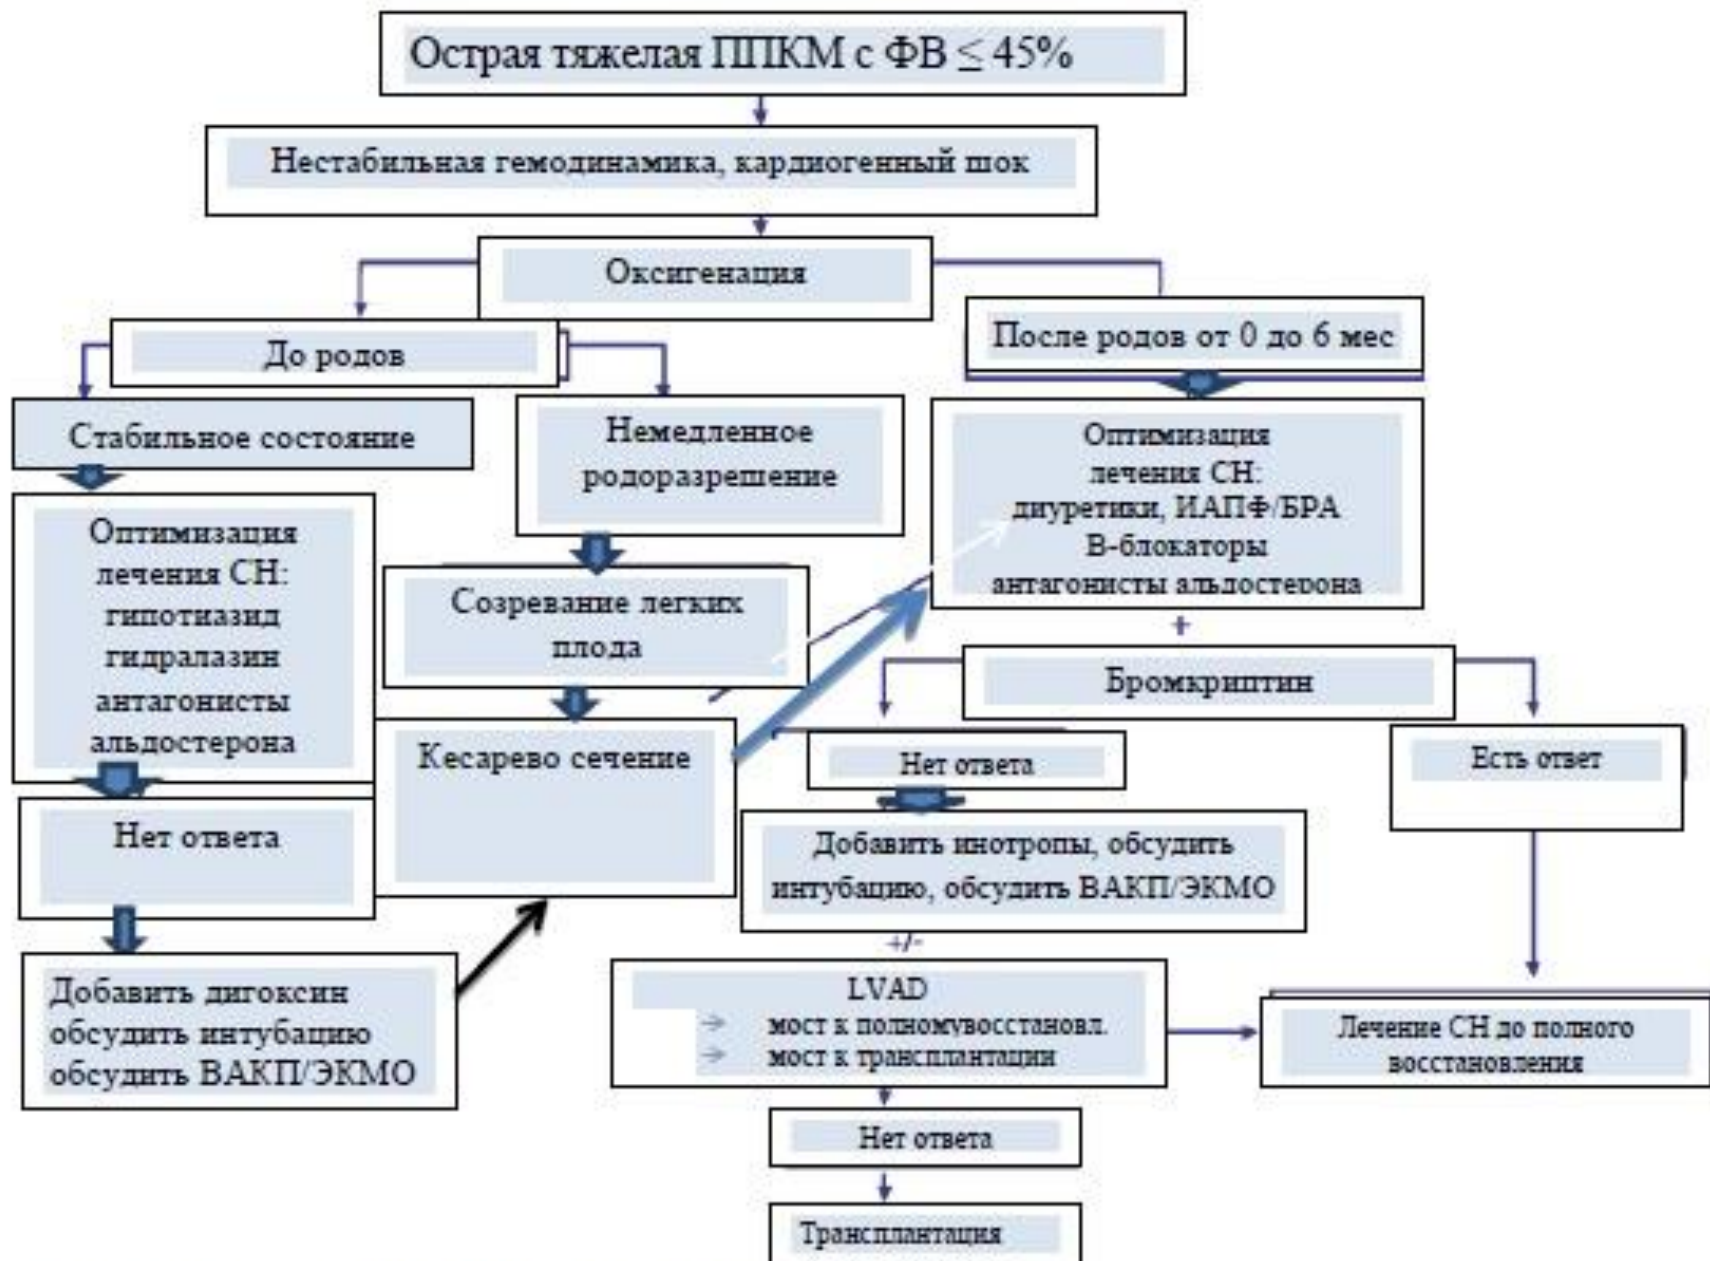 Острая тяжелая ППКМ с ФВ ≤ 45%
Нестабильная гемодинамика, кардиогенный шок
Оксигенация
До родов
После родов от 0 до 6 мес
Стабильное состояние
Немедленное
родоразрешение
Оптимизация
лечения СН:
диуретики, ИАПФ/БРА
В-блокаторы
антагонисты альдостерона
Оптимизация
лечения СН:
гипотиазид
гидралазин
антагонисты
альдостерона
Созревание легких
плода
+
Бромкриптин
Кесарево сечение
Нет ответа
Есть ответ
Нет ответа
Добавить инотропы, обсудить
интубацию, обсудить ВАКП/ЭКМО
+/-
Добавить дигоксин
обсудить интубацию
обсудить ВАКП/ЭКМО
LVAD
→ мост к полномувосстановл.
→ мост к трансплантации
Лечение СН до полного
восстановления
Нет ответа
Трансплантация